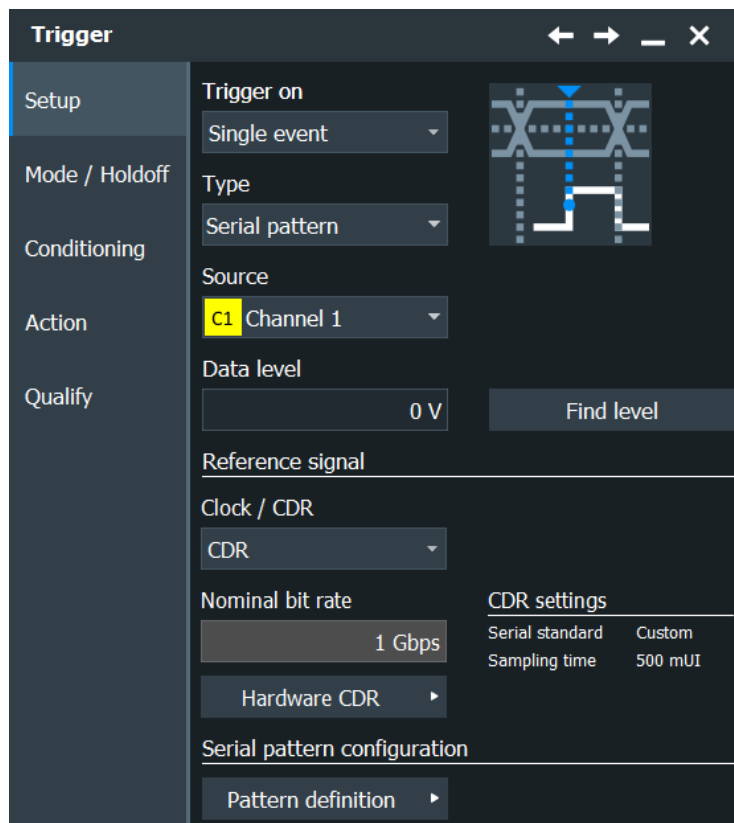 Trigger
Setup
Mode / Holdoff
Conditioning
Action
Qualify
Trigger on
Single event
Type
Serial pattern
Source
C1 Channel 1
Data level
0 V
Find level
Reference signal
Clock / CDR
CDR
Nominal bit rate
1 Gbps
CDR settings
Serial standard Custom
Sampling time 500 mUI
Hardware CDR
Serial pattern configuration
Pattern definition